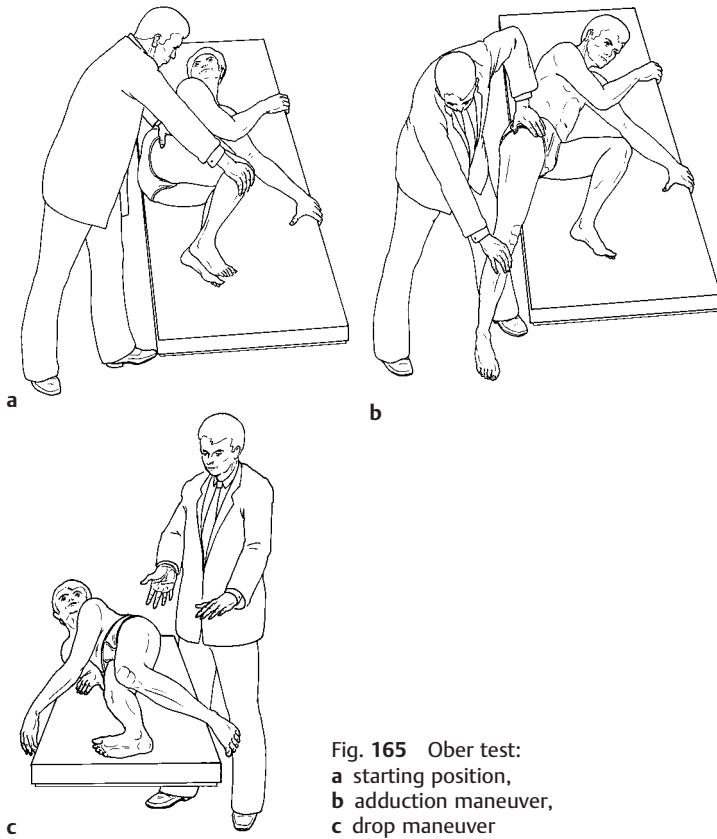 a
b
c
Fig. 165 Ober test:
a starting position,
b adduction maneuver,
c drop maneuver